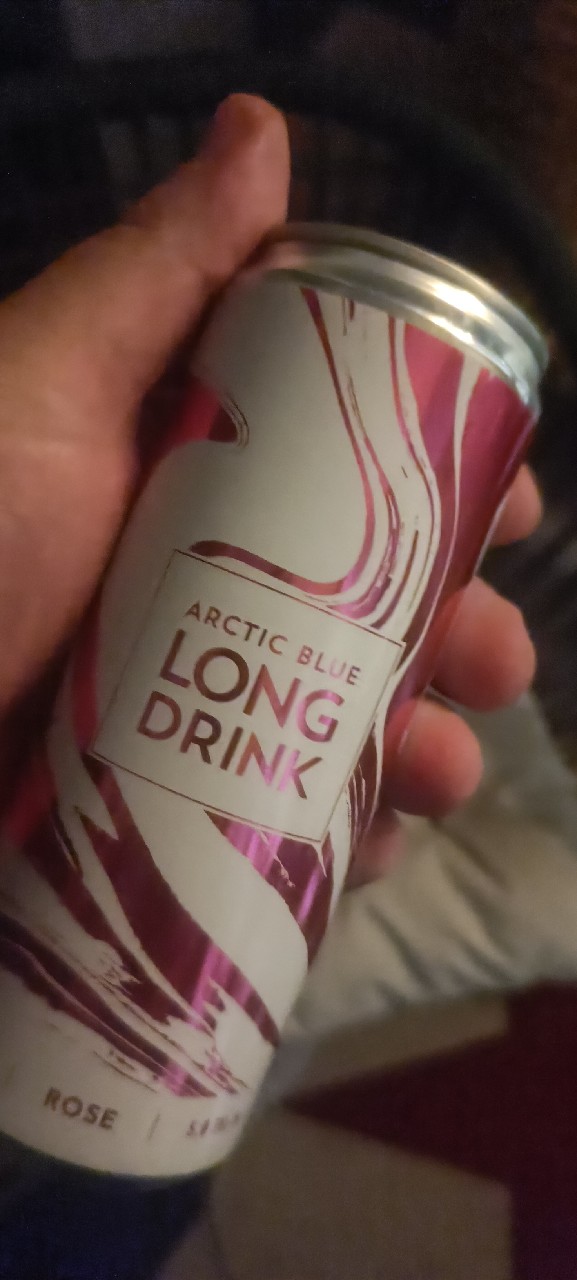 ARCTIC BLUE
LONG
DRINK
ROSE |